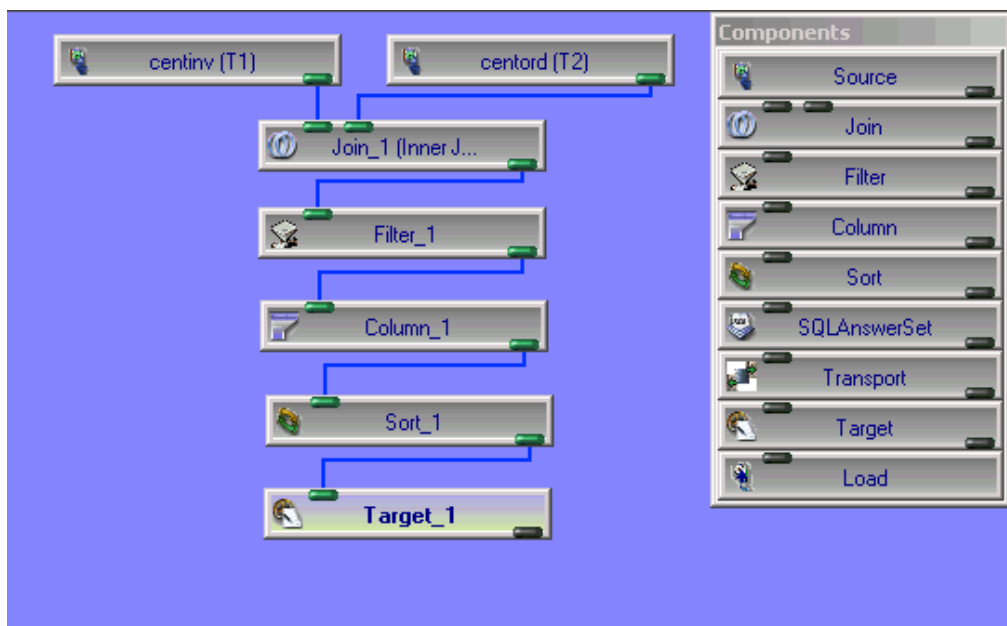 centinv (T1)
centord (T2)
Join_1 (Inner J...
Filter_1
Column_1
Sort_1
Target_1
Components
Source
Join
Filter
Column
Sort
SQLAnswerSet
Transport
Target
Load